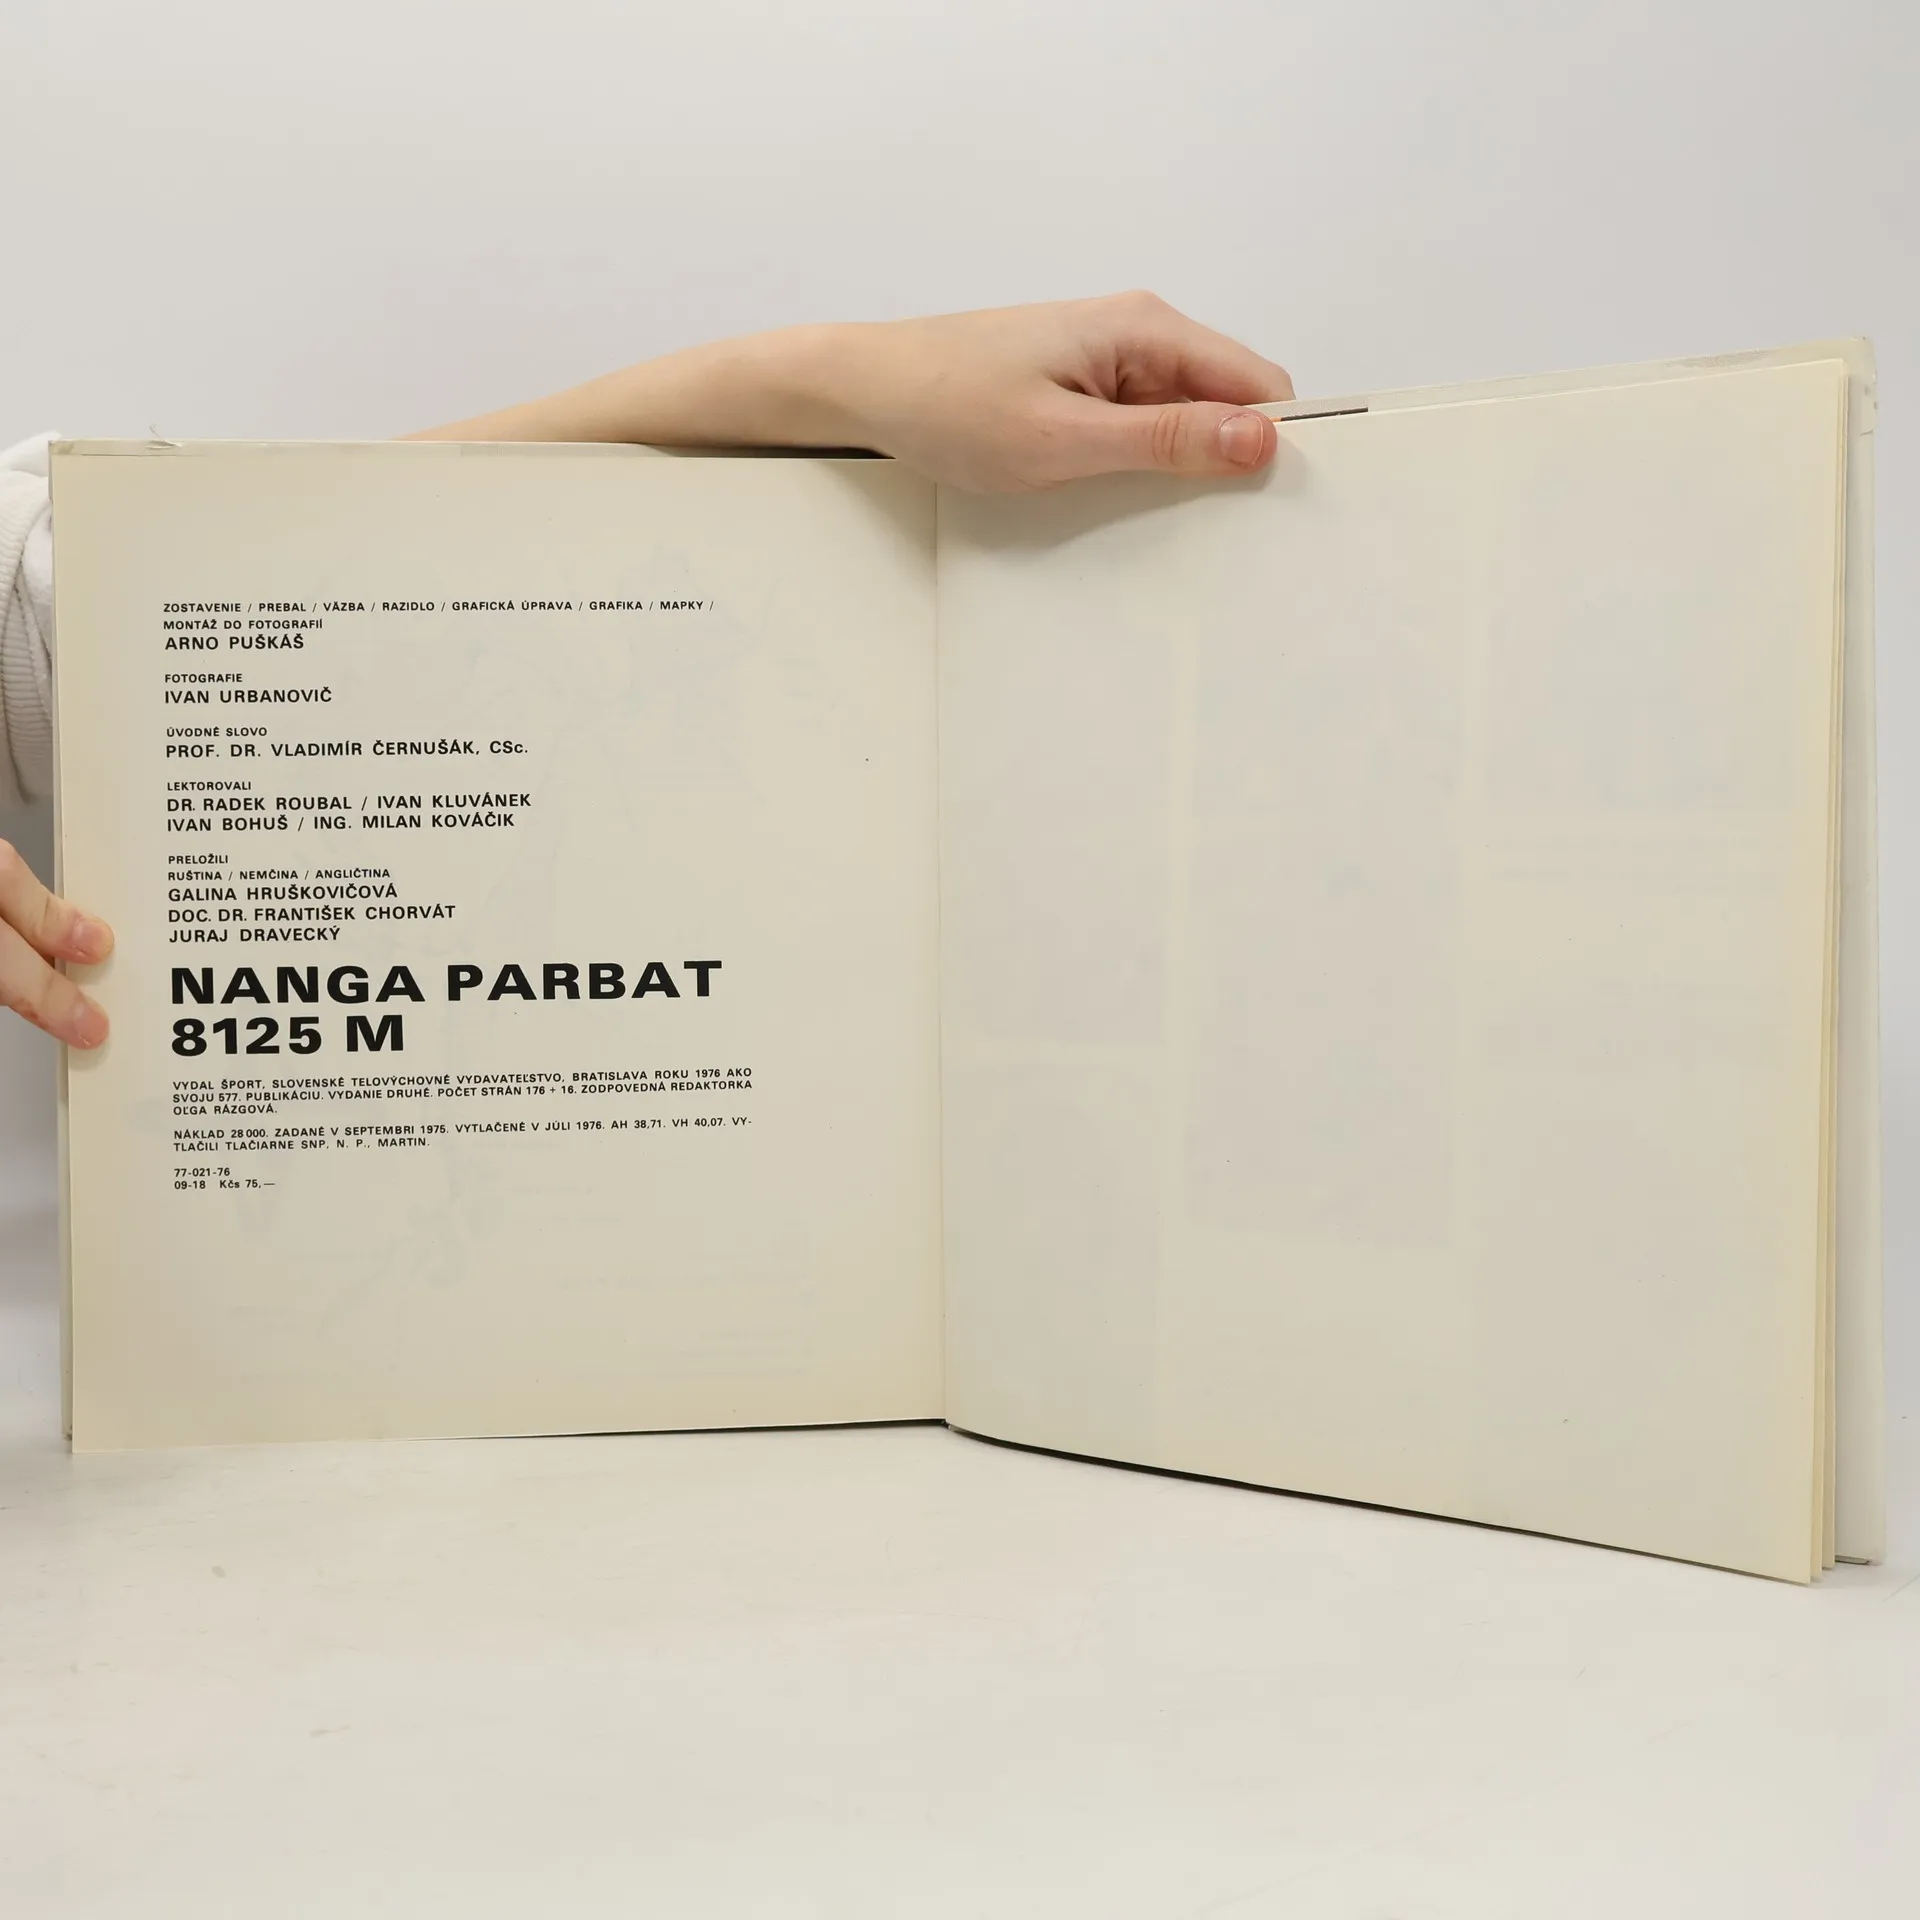 ZOSTAVENIE / PREBAL / VÄZBA / RAZIDLO / GRAFICKÁ ÚPRAVA / GRAFIKA / MAPKY /
MONTÁŽ DO FOTOGRAFIÍ
ARNO PUŠKÁŠ
FOTOGRAFIE
IVAN URBANOVIČ
ÚVODNÉ SLOVO
PROF. DR. VLADIMÍR ČERNUŠÁK, CSc.
LEKTOROVALI
DR. RADEK ROUBAL / IVAN KLUVÁNEK
IVAN BOHUŠ / ING. MILAN KOVÁČIK
PRELOŽILI
RUŠTINA / NEMČINA / ANGLIČTINA
GALINA HRUŠKOVIČOVÁ
DOC. DR. FRANTIŠEK CHORVÁT
JURAJ DRAVECKÝ
NANGA PARBAT
8125 M
VYDAL ŠPORT, SLOVENSKÉ TELOVÝCHOVNÉ VYDAVATEĽSTVO, BRATISLAVA ROKU 1976 AKO
SVOJU 577. PUBLIKÁCIU. VYDANIE DRUHÉ. POČET STRÁN 176 + 16. ZODPOVEDNÁ REDAKTORKA
OĽGA RÁZGOVÁ.
NÁKLAD 28 000. ZADANÉ V SEPTEMBRI 1975. VYTLAČENÉ V JÚLI 1976. AH 38,71. VH 40,07. VY-
TLAČILI TLAČIARNE SNP, N. P., MARTIN.
77-021-76
09-18 Kčs 75,—